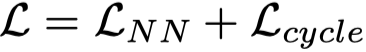 ℒ = ℒ_{NN} + ℒ_{cycle}